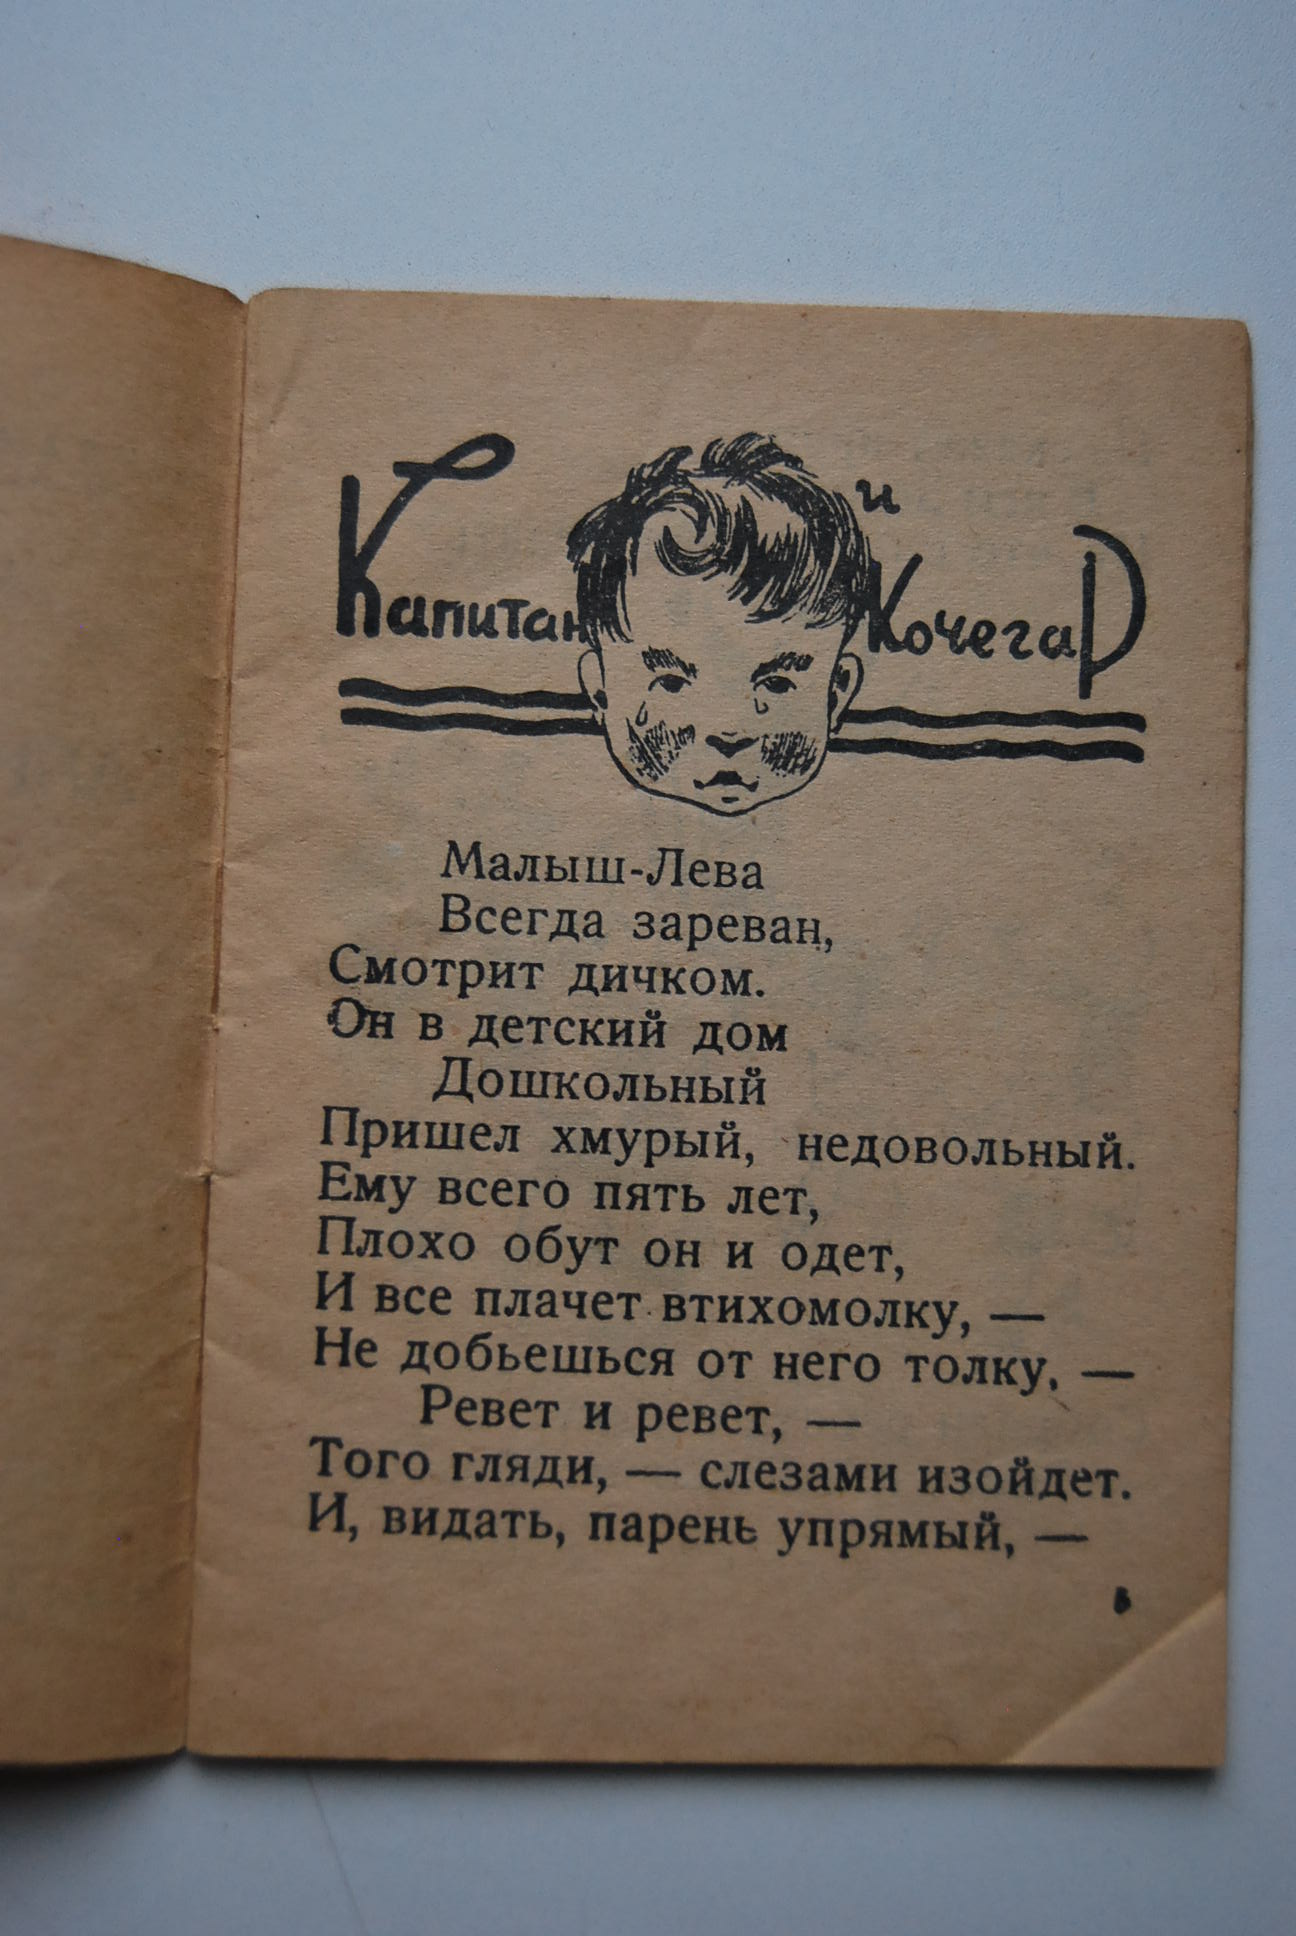 Капитан и Кочегар
Малыш-Лева
Всегда зареван,
Смотрит дичком.
Он в детский дом
Дошкольный
Пришел хмурый, недовольный.
Ему всего пять лет,
Плохо обут он и одет,
И все плачет втихомолку, —
Не добьешься от него толку, —
Ревет и ревет, —
Того гляди, — слезами изойдет.
И, видать, парень упрямый, —